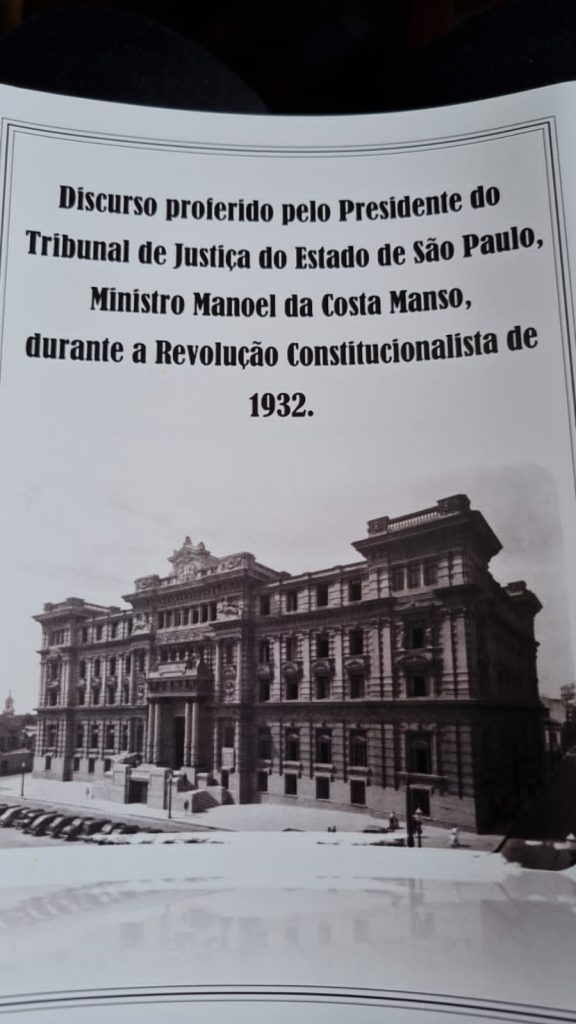 Discurso proferido pelo Presidente do
Tribunal de Justiça do Estado de São Paulo,
Ministro Manoel da Costa Manso,
durante a Revolução Constitucionalista de
1932.